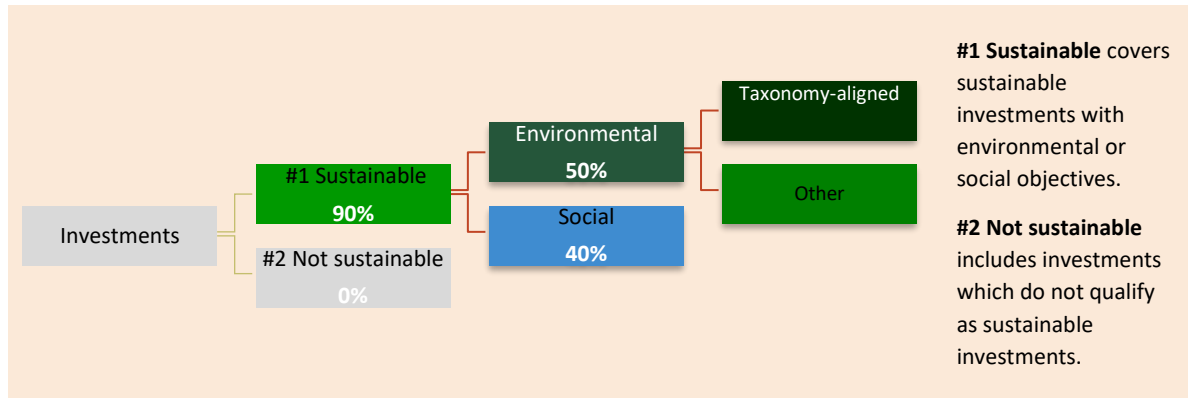 Investments
#1 Sustainable
90%
#2 Not sustainable
0%
Environmental
50%
Social
40%
Taxonomy-aligned
Other
#1 Sustainable covers
sustainable
investments with
environmental or
social objectives.
#2 Not sustainable
includes investments
which do not qualify
as sustainable
investments.